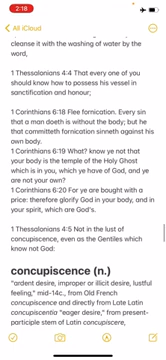 2:18
All iCloud
cleanse it with the washing of water by the
word,
1 Thessalonians 4:4 That every one of you
should know how to possess his vessel in
sanctification and honour;
1 Corinthians 6:18 Flee fornication. Every sin
that a man doeth is without the body; but he
that committeth fornication sinneth against his
own body.
1 Corinthians 6:19 What? know ye not that
your body is the temple of the Holy Ghost
which is in you, which ye have of God, and ye
are not your own?
1 Corinthians 6:20 For ye are bought with a
price: therefore glorify God in your body, and in
your spirit, which are God's.
1 Thessalonians 4:5 Not in the lust of
concupiscence, even as the Gentiles which
know not God:
concupiscence (n.)
"ardent desire, improper or illicit desire, lustful
feeling," mid-14c., from Old French
concupiscence and directly from Late Latin
concupiscentia "eager desire," from present-
participle stem of Latin concupiscere,